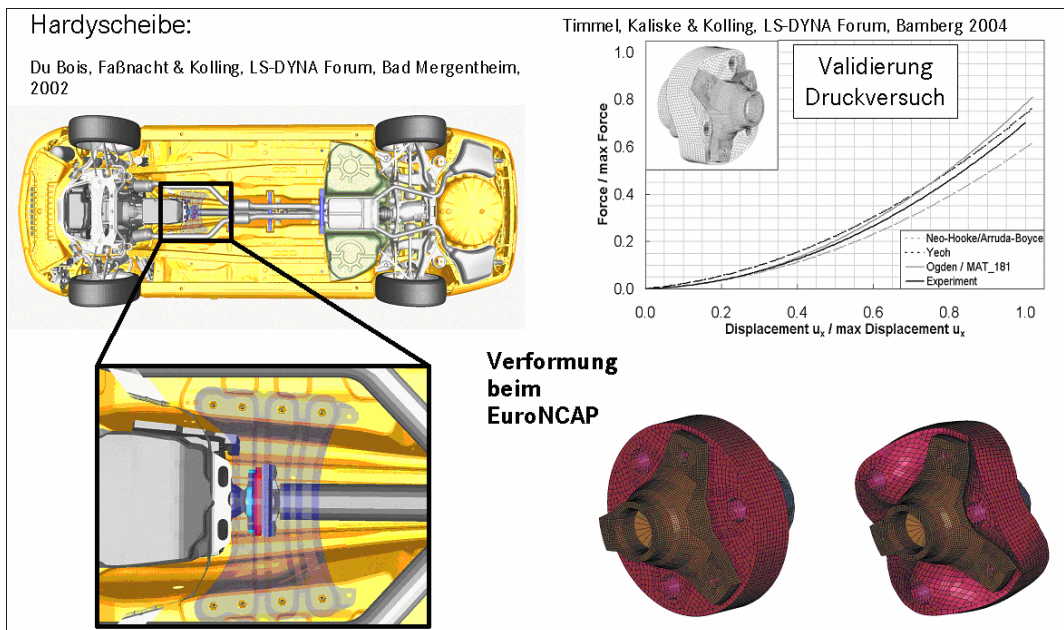 Hardyscheibe:
Du Bois, Faßnacht & Kolling, LS-DYNA Forum, Bad Mergentheim,
2002
Timmel, Kaliske & Kolling, LS-DYNA Forum, Bamberg 2004
Validierung
Druckversuch
Force / max Force
1.0
0.8
0.6
0.4
0.2
0.0
Neo-Hooke/Arruda-Boyce
Yeoh
Ogden / MAT_181
Experiment
0.0 0.2 0.4 0.6 0.8 1.0
Displacement uₓ / max Displacement uₓ
Verformung
beim
EuroNCAP